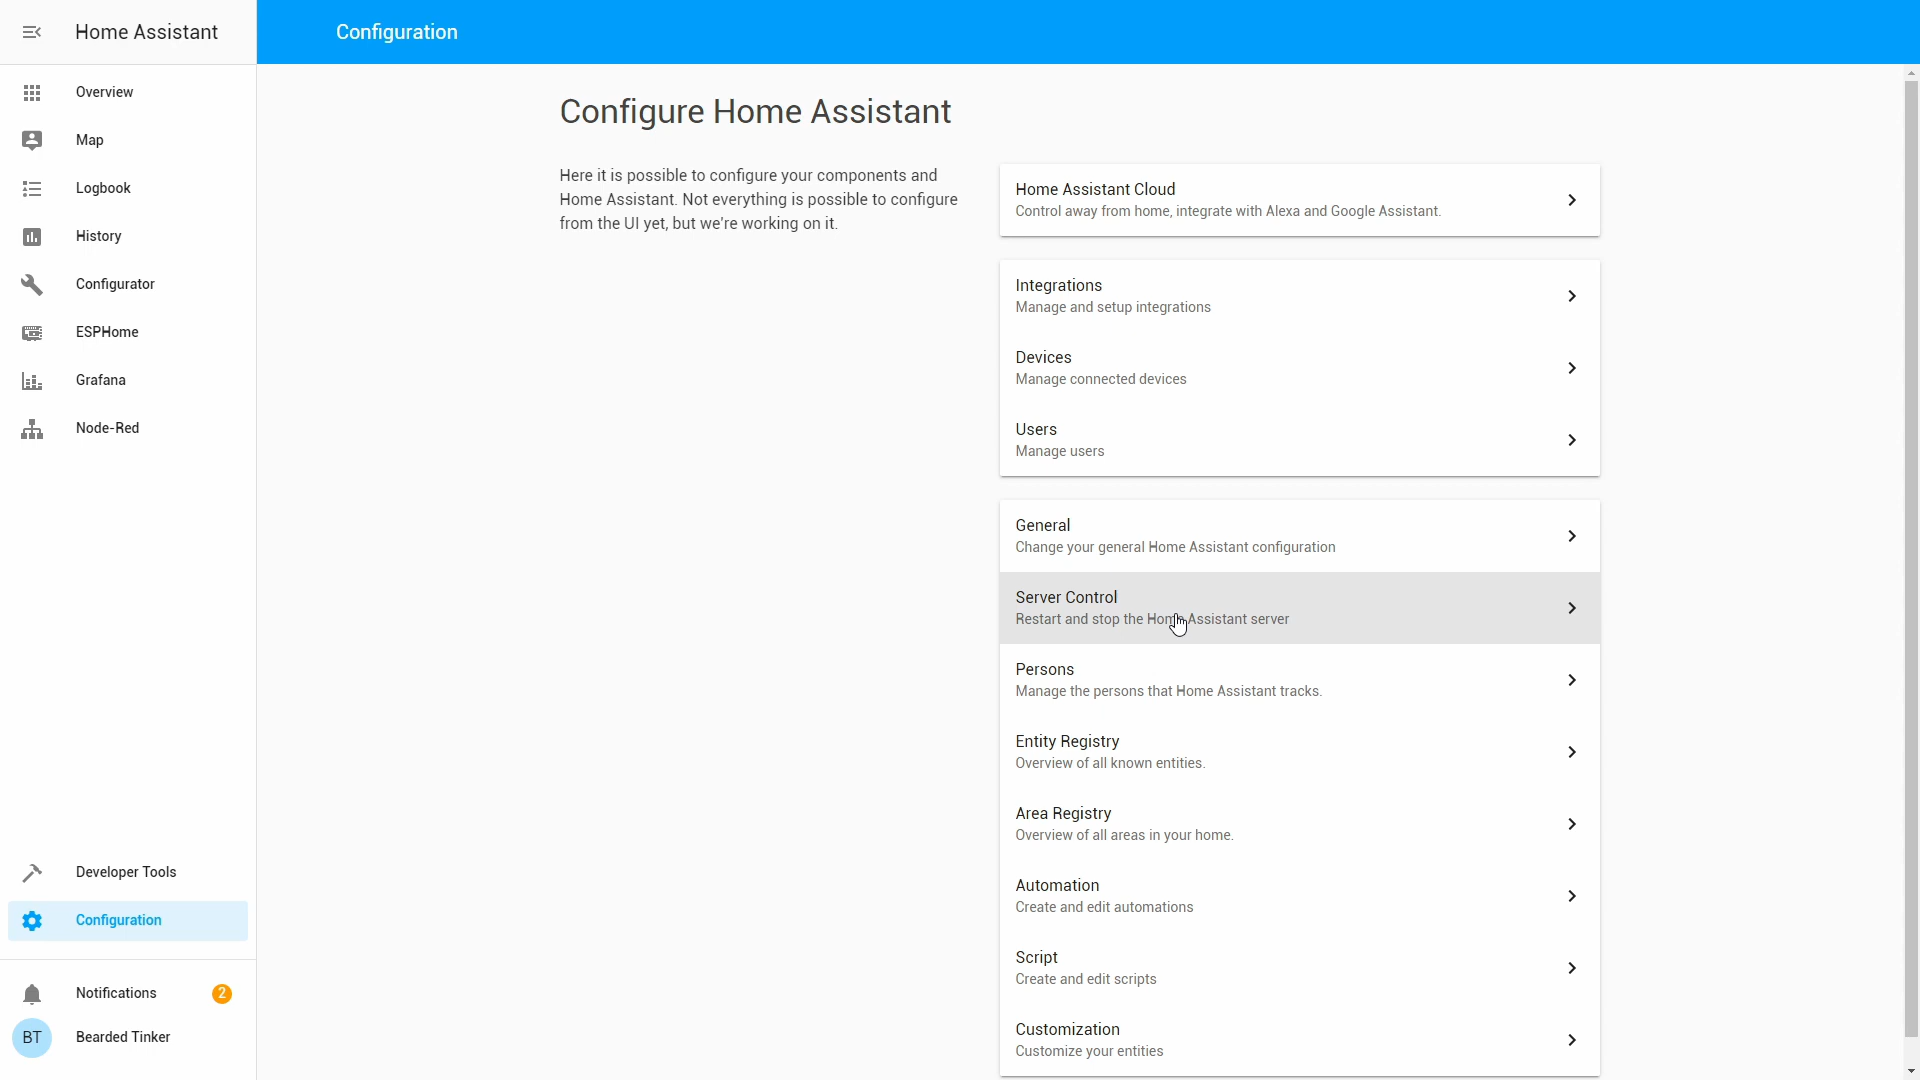 Home Assistant
Configuration
Overview
Map
Logbook
History
Configurator
ESPHome
Grafana
Node-Red
Developer Tools
Configuration
Notifications 2
BT Bearded Tinker
Configure Home Assistant
Here it is possible to configure your components and
Home Assistant. Not everything is possible to configure
from the UI yet, but we're working on it.
Home Assistant Cloud
Control away from home, integrate with Alexa and Google Assistant.
Integrations
Manage and setup integrations
Devices
Manage connected devices
Users
Manage users
General
Change your general Home Assistant configuration
Server Control
Restart and stop the Home Assistant server
Persons
Manage the persons that Home Assistant tracks.
Entity Registry
Overview of all known entities.
Area Registry
Overview of all areas in your home.
Automation
Create and edit automations
Script
Create and edit scripts
Customization
Customize your entities